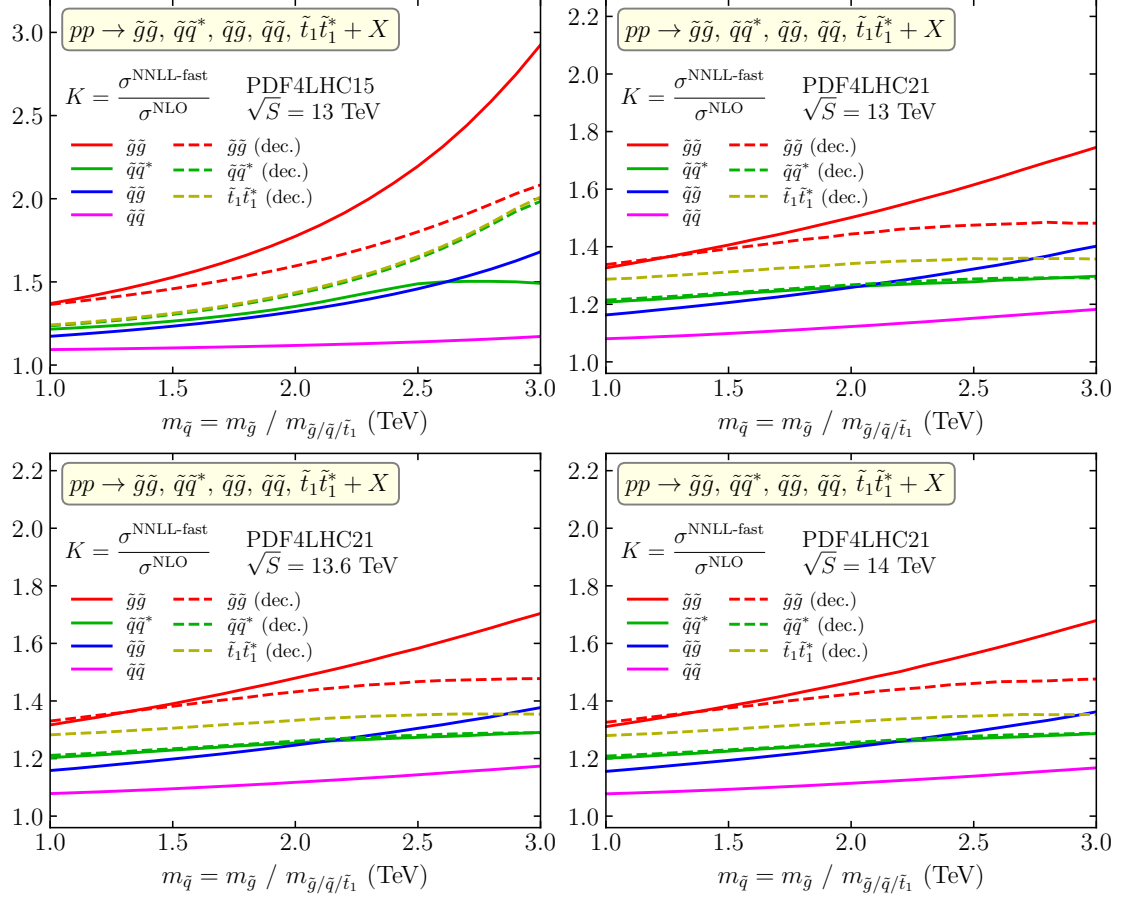 pp → g̃g̃, q̃q̃*, q̃g̃, q̃q̃, t̃₁t̃₁* + X
K = σ^NNLL-fast / σ^NLO
PDF4LHC15
√S = 13 TeV
g̃g̃
q̃q̃*
q̃g̃
q̃q̃
g̃g̃ (dec.)
q̃q̃* (dec.)
t̃₁t̃₁* (dec.)
3.0
2.5
2.0
1.5
1.0
1.0 1.5 2.0 2.5 3.0
m_q̃ = m_g̃ / m_g̃/q̃/t̃₁ (TeV)
pp → g̃g̃, q̃q̃*, q̃g̃, q̃q̃, t̃₁t̃₁* + X
K = σ^NNLL-fast / σ^NLO
PDF4LHC21
√S = 13 TeV
g̃g̃
q̃q̃*
q̃g̃
q̃q̃
g̃g̃ (dec.)
q̃q̃* (dec.)
t̃₁t̃₁* (dec.)
2.2
2.0
1.8
1.6
1.4
1.2
1.0
1.0 1.5 2.0 2.5 3.0
m_q̃ = m_g̃ / m_g̃/q̃/t̃₁ (TeV)
pp → g̃g̃, q̃q̃*, q̃g̃, q̃q̃, t̃₁t̃₁* + X
K = σ^NNLL-fast / σ^NLO
PDF4LHC21
√S = 13.6 TeV
g̃g̃
q̃q̃*
q̃g̃
q̃q̃
g̃g̃ (dec.)
q̃q̃* (dec.)
t̃₁t̃₁* (dec.)
2.2
2.0
1.8
1.6
1.4
1.2
1.0
1.0 1.5 2.0 2.5 3.0
m_q̃ = m_g̃ / m_g̃/q̃/t̃₁ (TeV)
pp → g̃g̃, q̃q̃*, q̃g̃, q̃q̃, t̃₁t̃₁* + X
K = σ^NNLL-fast / σ^NLO
PDF4LHC21
√S = 14 TeV
g̃g̃
q̃q̃*
q̃g̃
q̃q̃
g̃g̃ (dec.)
q̃q̃* (dec.)
t̃₁t̃₁* (dec.)
2.2
2.0
1.8
1.6
1.4
1.2
1.0
1.0 1.5 2.0 2.5 3.0
m_q̃ = m_g̃ / m_g̃/q̃/t̃₁ (TeV)